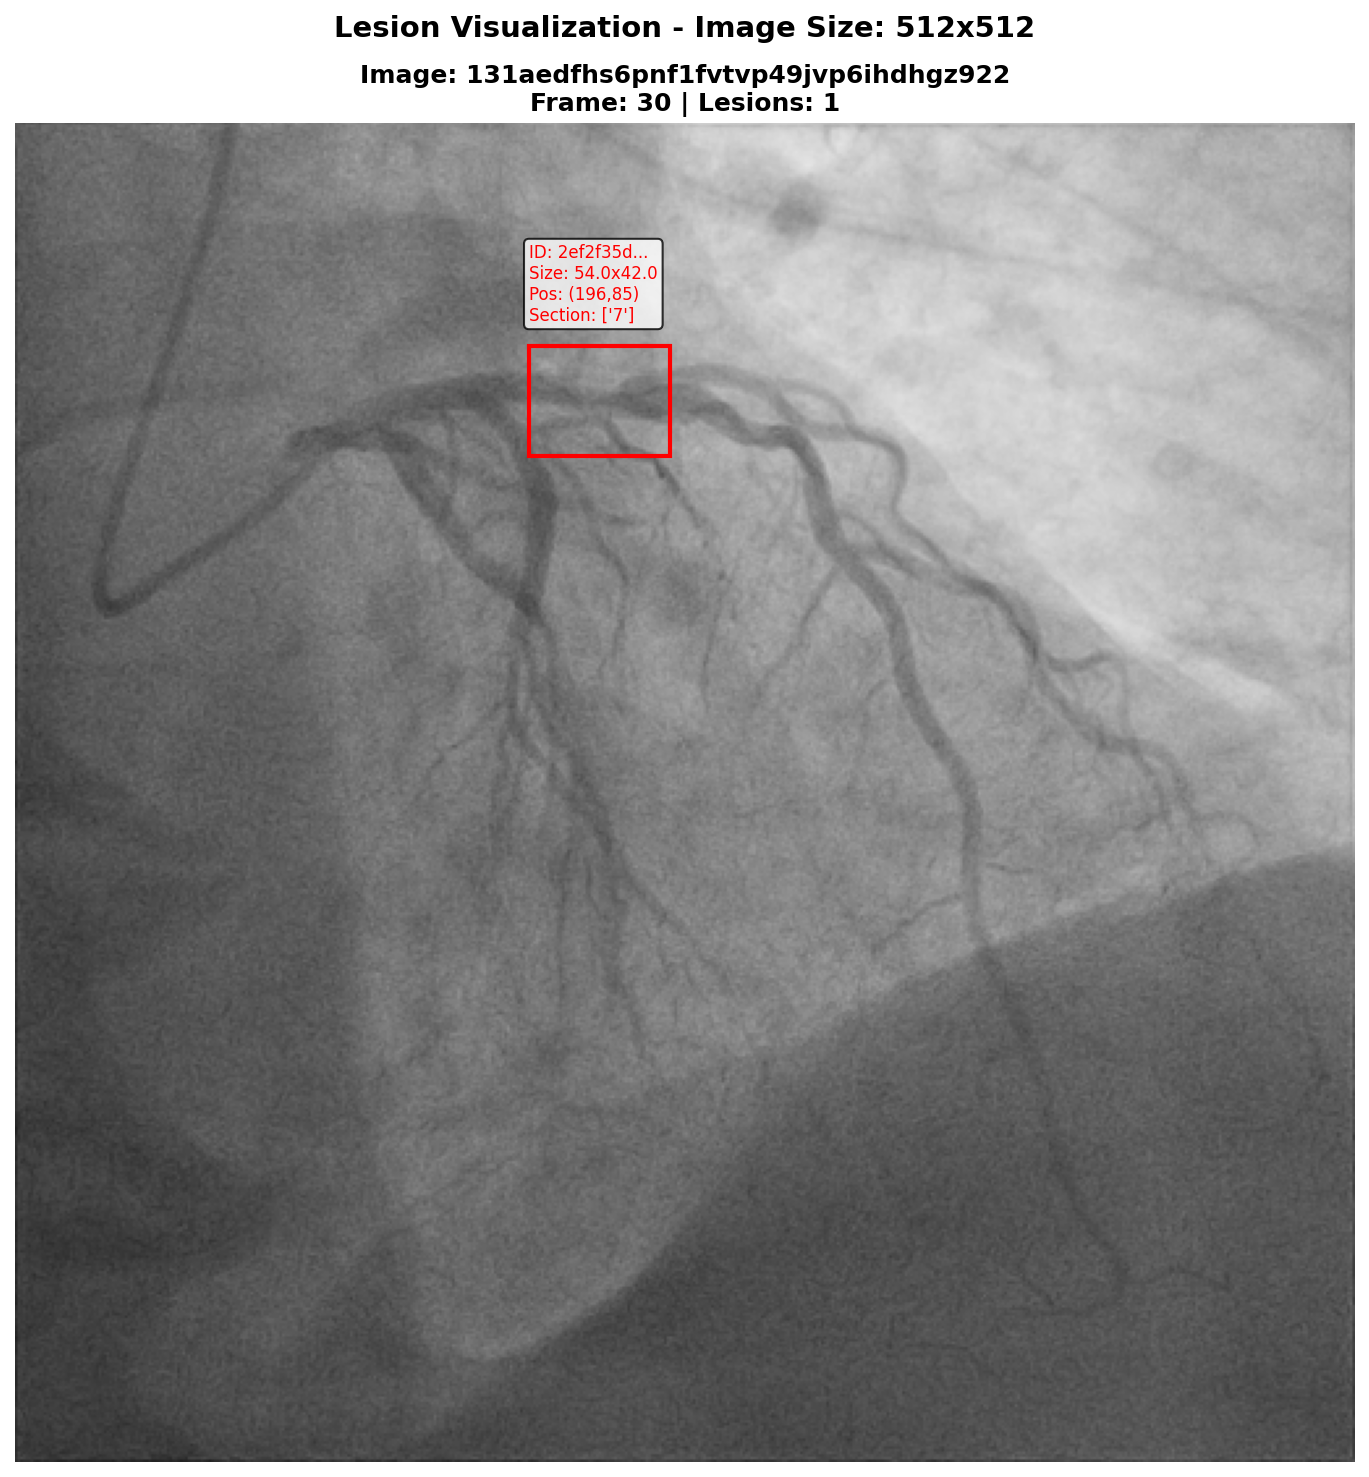 Lesion Visualization - Image Size: 512x512
Image: 131aedfhs6pnf1fvtvp49jvp6ihdhgz922
Frame: 30 | Lesions: 1
ID: 2ef2f35d...
Size: 54.0x42.0
Pos: (196,85)
Section: ['7']